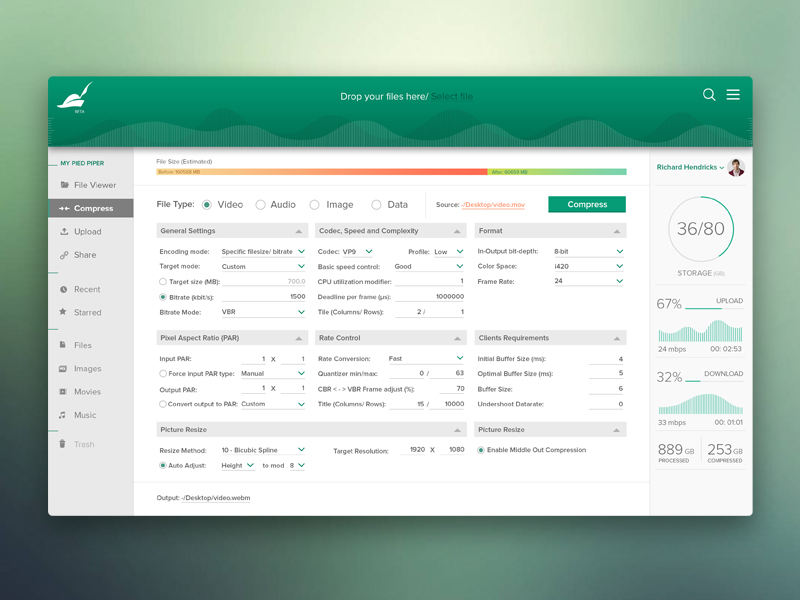 Drop your files here/ Select file
BETA
MY PIED PIPER
File Viewer
Compress
Upload
Share
Recent
Starred
Files
Images
Movies
Music
Trash
File Size (Estimated)
File Type: Video Audio Image Data
Source: -/Desktop/video.mov
Compress
General Settings
Encoding mode: Specific filesize/ bitrate
Target mode: Custom
Target size (MB): 700.0
Bitrate (kbit/s): 1500
Bitrate Mode: VBR
Codec, Speed and Complexity
Codec: VP9 Profile: Low
Basic speed control: Good
CPU utilization modifier: 1
Deadline per frame (µs): 1000000
Tile (Columns/ Rows): 2 / 1
Format
In-Output bit-depth: 8-bit
Color Space: i420
Frame Rate: 24
Pixel Aspect Ratio (PAR)
Input PAR: 1 X 1
Force input PAR type: Manual
Output PAR: 1 X 1
Convert output to PAR: Custom
Rate Control
Rate Conversion: Fast
Quantizer min/max: 0 / 63
CBR < - > VBR Frame adjust (%): 70
Title (Columns/ Rows): 15 / 10000
Clients Requirements
Initial Buffer Size (ms): 4
Optimal Buffer Size (ms): 5
Buffer Size: 6
Undershoot Datarate: 0
Picture Resize
Resize Method: 10 - Bicubic Spline
Target Resolution: 1920 X 1080
Auto Adjust: Height to mod 8
Picture Resize
Enable Middle Out Compression
Output: -/Desktop/video.webm
Richard Hendricks
36/80
STORAGE (GB)
67% UPLOAD
24 mbps 00: 02:53
32% DOWNLOAD
33 mbps 00: 01:01
889 GB 253 GB
PROCESSED COMPRESSED